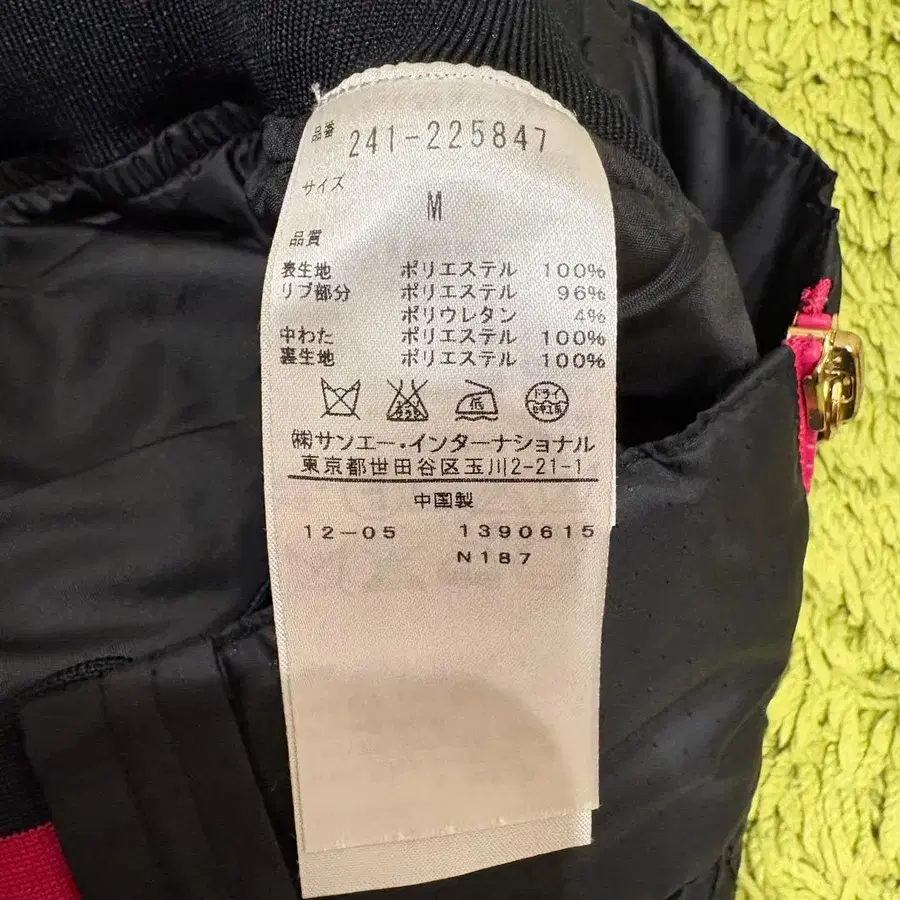 品番 241-225847
サイズ
M
品質
表生地 ポリエステル 100%
リブ部分 ポリエステル 96%
ポリウレタン 4%
中わた ポリエステル 100%
裏生地 ポリエステル 100%
低 ドライ
㈱サンエー・インターナショナル
東京都世田谷区玉川2-21-1
中国製
12-05 1390615
N187